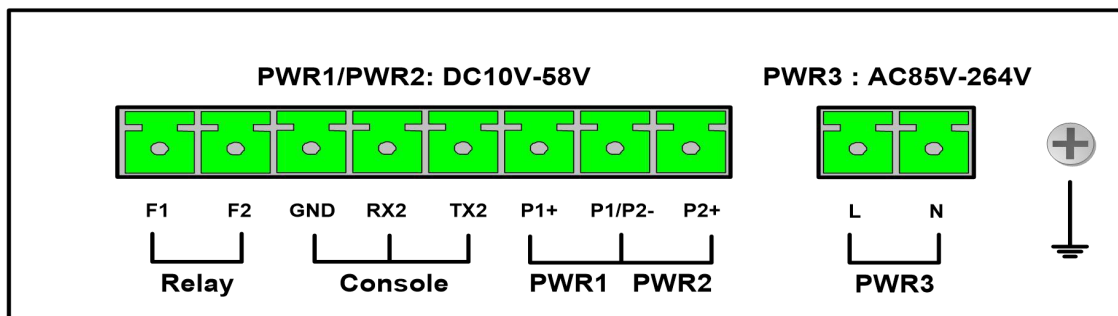 PWR1/PWR2: DC10V-58V PWR3 : AC85V-264V
F1 F2 GND RX2 TX2 P1+ P1/P2- P2+ L N
Relay Console PWR1 PWR2 PWR3